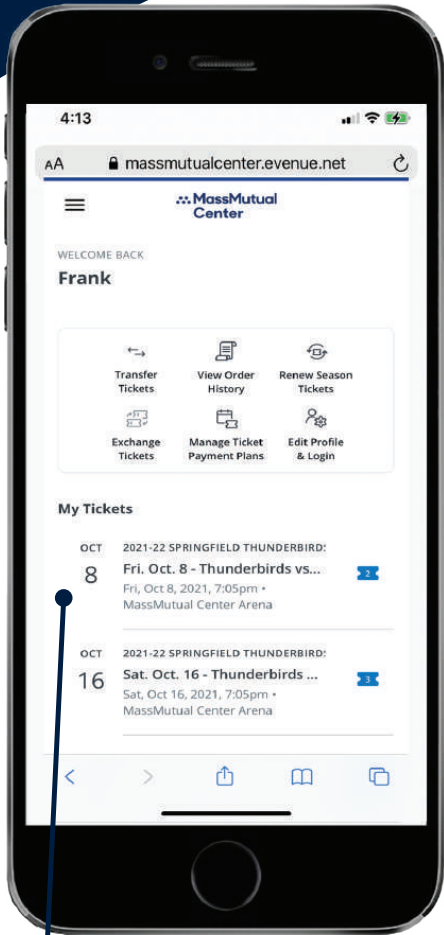 4:13
AA massmutualcenter.evenue.net
MassMutual
Center
WELCOME BACK
Frank
Transfer
Tickets
View Order
History
Renew Season
Tickets
Exchange
Tickets
Manage Ticket
Payment Plans
Edit Profile
& Login
My Tickets
OCT
8
2021-22 SPRINGFIELD THUNDERBIRD:
Fri. Oct. 8 - Thunderbirds vs...
Fri, Oct 8, 2021, 7:05pm •
MassMutual Center Arena
2
OCT
16
2021-22 SPRINGFIELD THUNDERBIRD:
Sat. Oct. 16 - Thunderbirds ...
Sat, Oct 16, 2021, 7:05pm •
MassMutual Center Arena
3